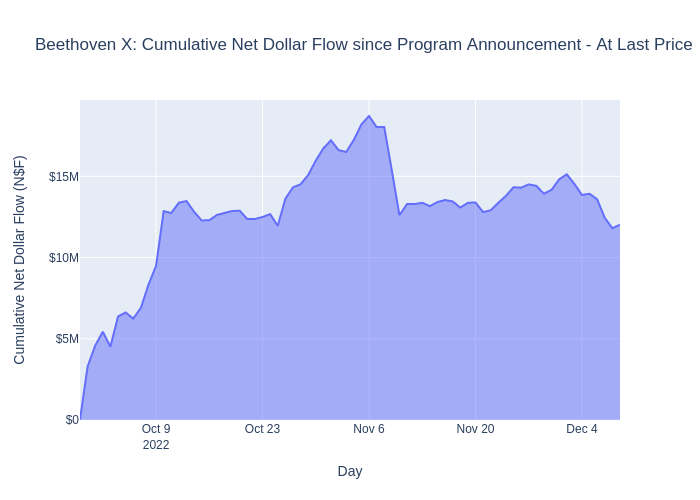 Beethoven X: Cumulative Net Dollar Flow since Program Announcement - At Last Price
Cumulative Net Dollar Flow (N$F)
$15M
$10M
$5M
$0
Oct 9
2022
Oct 23
Nov 6
Nov 20
Dec 4
Day